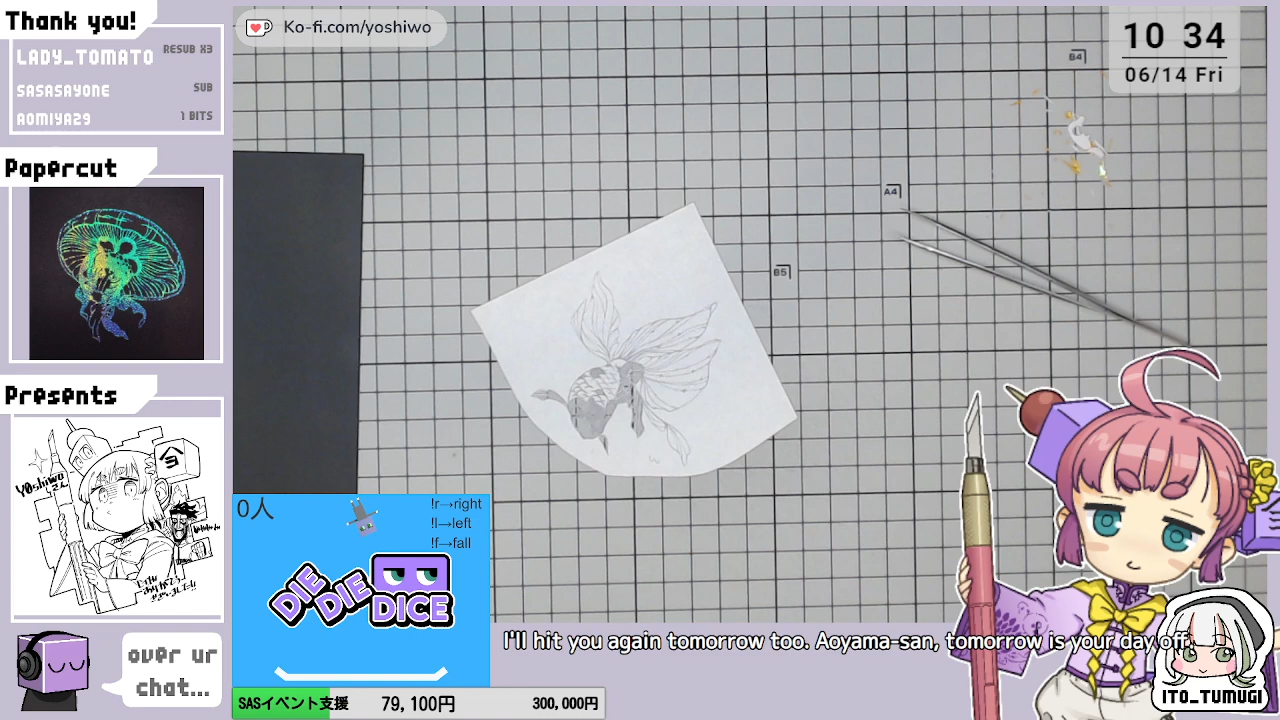 Thank you!
LADY_TOMATO RESUB X3
SASASAYONE SUB
AOMIYA29 1 BITS
Papercut
Presents
YOshiwo
さん
over ur
chat...
Ko-fi.com/yoshiwo
10 34
06/14 Fri
B4
A4
B5
0人
!r→right
!l→left
!f→fall
DIE
DIE
DICE
I'll hit you again tomorrow too. Aoyama-san, tomorrow is your day off.
ITO_TUMUGI
SASイベント支援 79,100円 300,000円